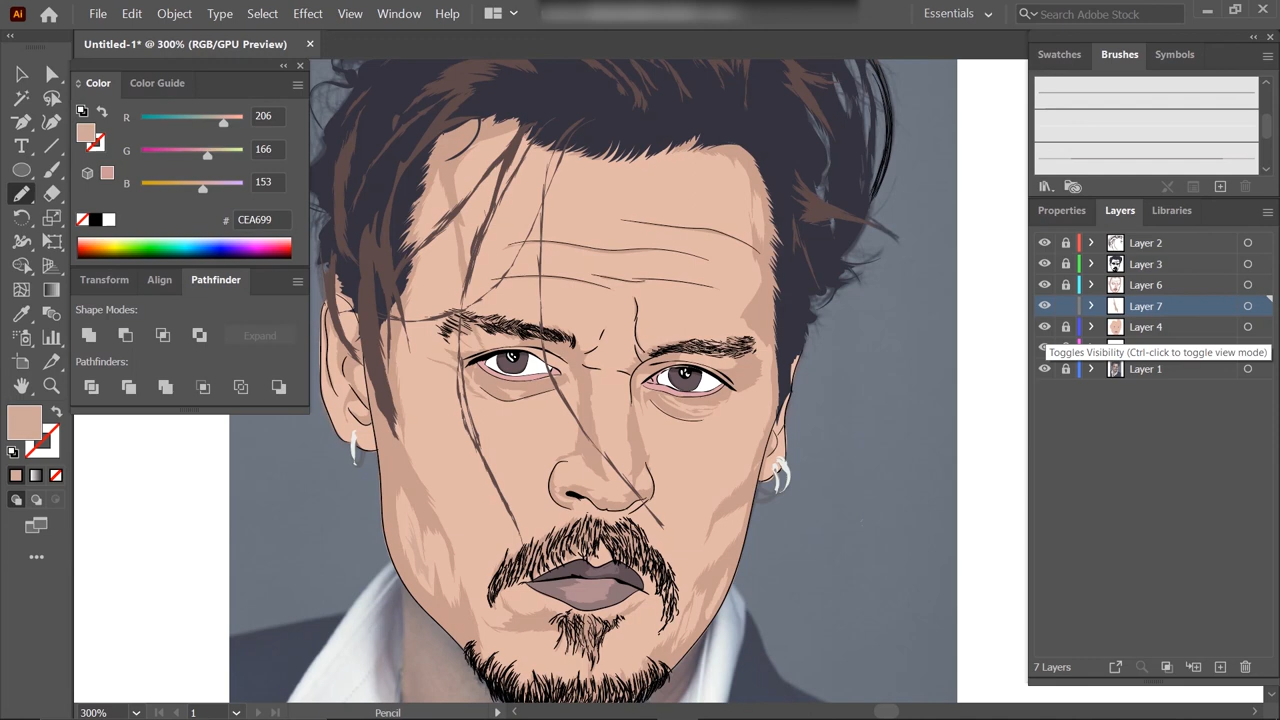 Ai File Edit Object Type Select Effect View Window Help Essentials Search Adobe Stock
Untitled-1* @ 300% (RGB/GPU Preview)
Color Color Guide
R 206
G 166
B 153
# CEA699
Transform Align Pathfinder
Shape Modes:
Expand
Pathfinders:
Swatches Brushes Symbols
Properties Layers Libraries
Layer 2
Layer 3
Layer 6
Layer 7
Layer 4
Toggles Visibility (Ctrl-click to toggle view mode)
Layer 1
7 Layers
300% 1 Pencil